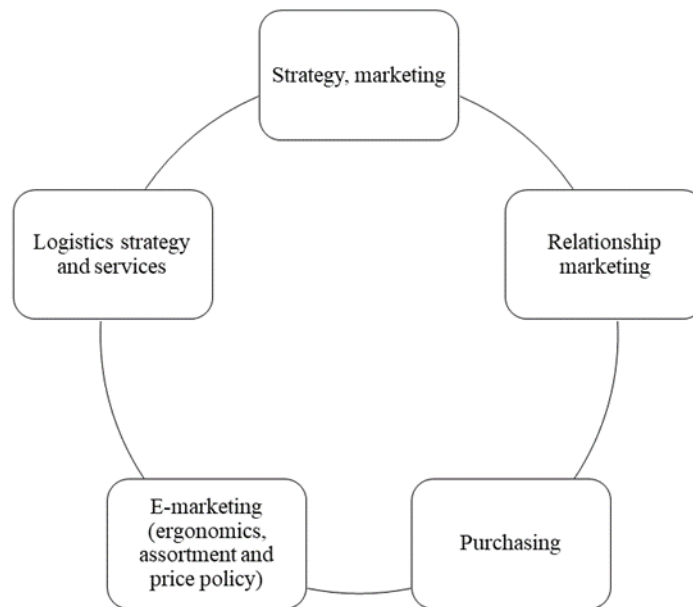 Strategy, marketing
Relationship
marketing
Purchasing
E-marketing
(ergonomics,
assortment and
price policy)
Logistics strategy
and services